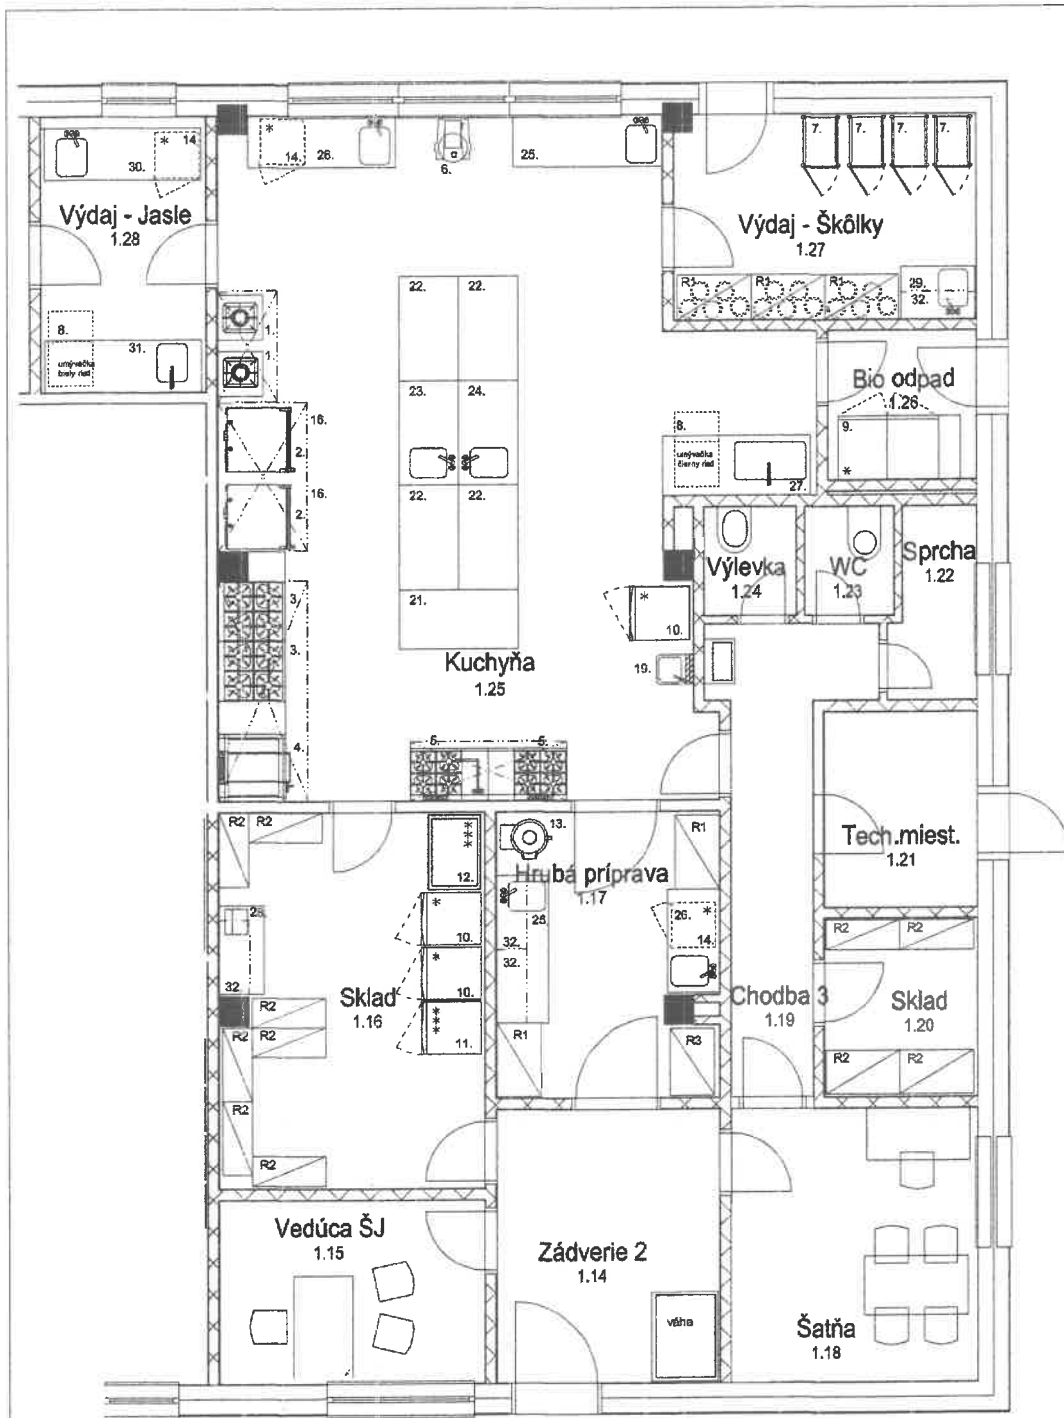 14.
30.
Výdaj - Jasle
1.28
8.
31.
umývačka
biely riad
14.
26.
6.
25.
7.
7.
7.
7.
Výdaj - Škôlky
1.27
R1
R1
R1
29.
32.
1.
1.
16.
2.
16.
2.
3.
3.
4.
22.
22.
23.
24.
22.
22.
21.
Kuchyňa
1.25
8.
umývačka
čierny riad
27.
Bio odpad
1.26
9.
Výlevka
1.24
WC
1.23
Sprcha
1.22
10.
19.
5.
5.
Tech.miest.
1.21
R2
R2
12.
10.
10.
11.
32.
Sklad
1.16
R2
R2
R2
R2
R2
13.
R1
Hrubá príprava
1.17
25.
26.
14.
32.
32.
R1
R3
Chodba 3
1.19
R2
R2
Sklad
1.20
R2
R2
Vedúca ŠJ
1.15
Zádverie 2
1.14
váha
Šatňa
1.18